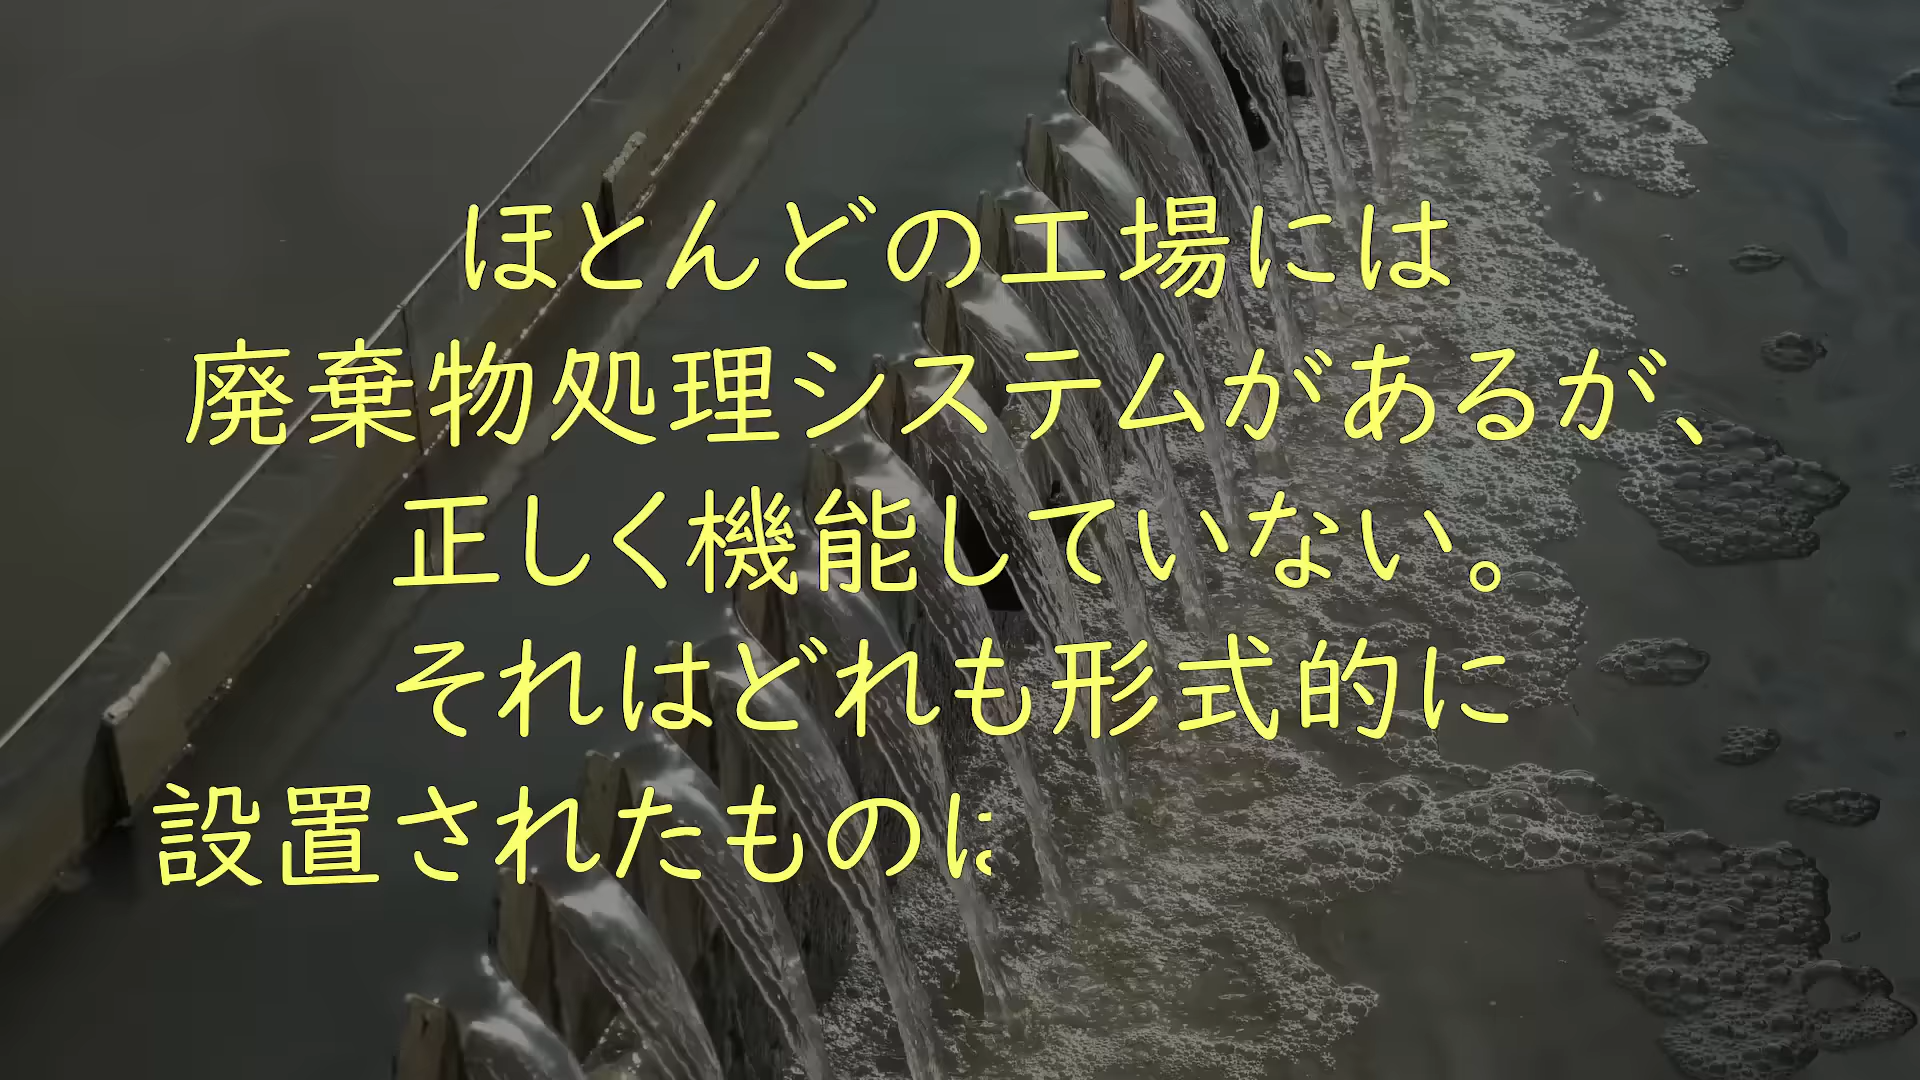 ほとんどの工場には
廃棄物処理システムがあるが、
正しく機能していない。
それはどれも形式的に
設置されたもの